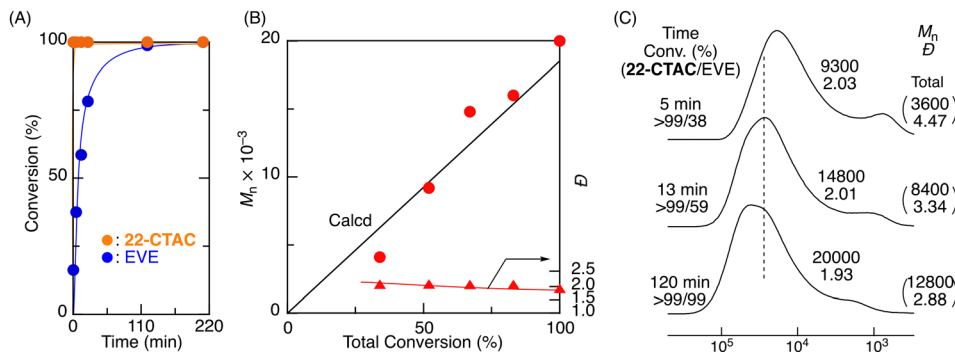 (A)
100
50
0
Conversion (%)
0
110
220
Time (min)
: 22-CTAC
: EVE
(B)
20
10
0
Mn × 10⁻³
Calcd
0
50
100
Total Conversion (%)
2.5
2.0
1.5
1.0
Đ
(C)
Time
Conv. (%)
(22-CTAC/EVE)
Mn
Đ
Total
5 min
>99/38
9300
2.03
(3600
4.47)
13 min
>99/59
14800
2.01
(8400
3.34)
120 min
>99/99
20000
1.93
(12800
2.88)
10⁵
10⁴
10³